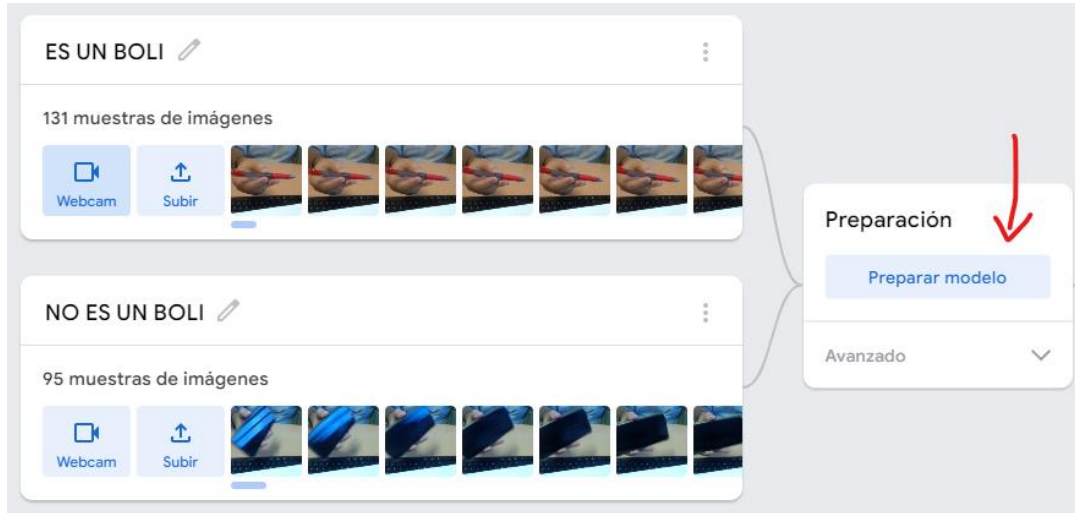 ES UN BOLI
131 muestras de imágenes
Webcam
Subir
NO ES UN BOLI
95 muestras de imágenes
Webcam
Subir
Preparación
Preparar modelo
Avanzado